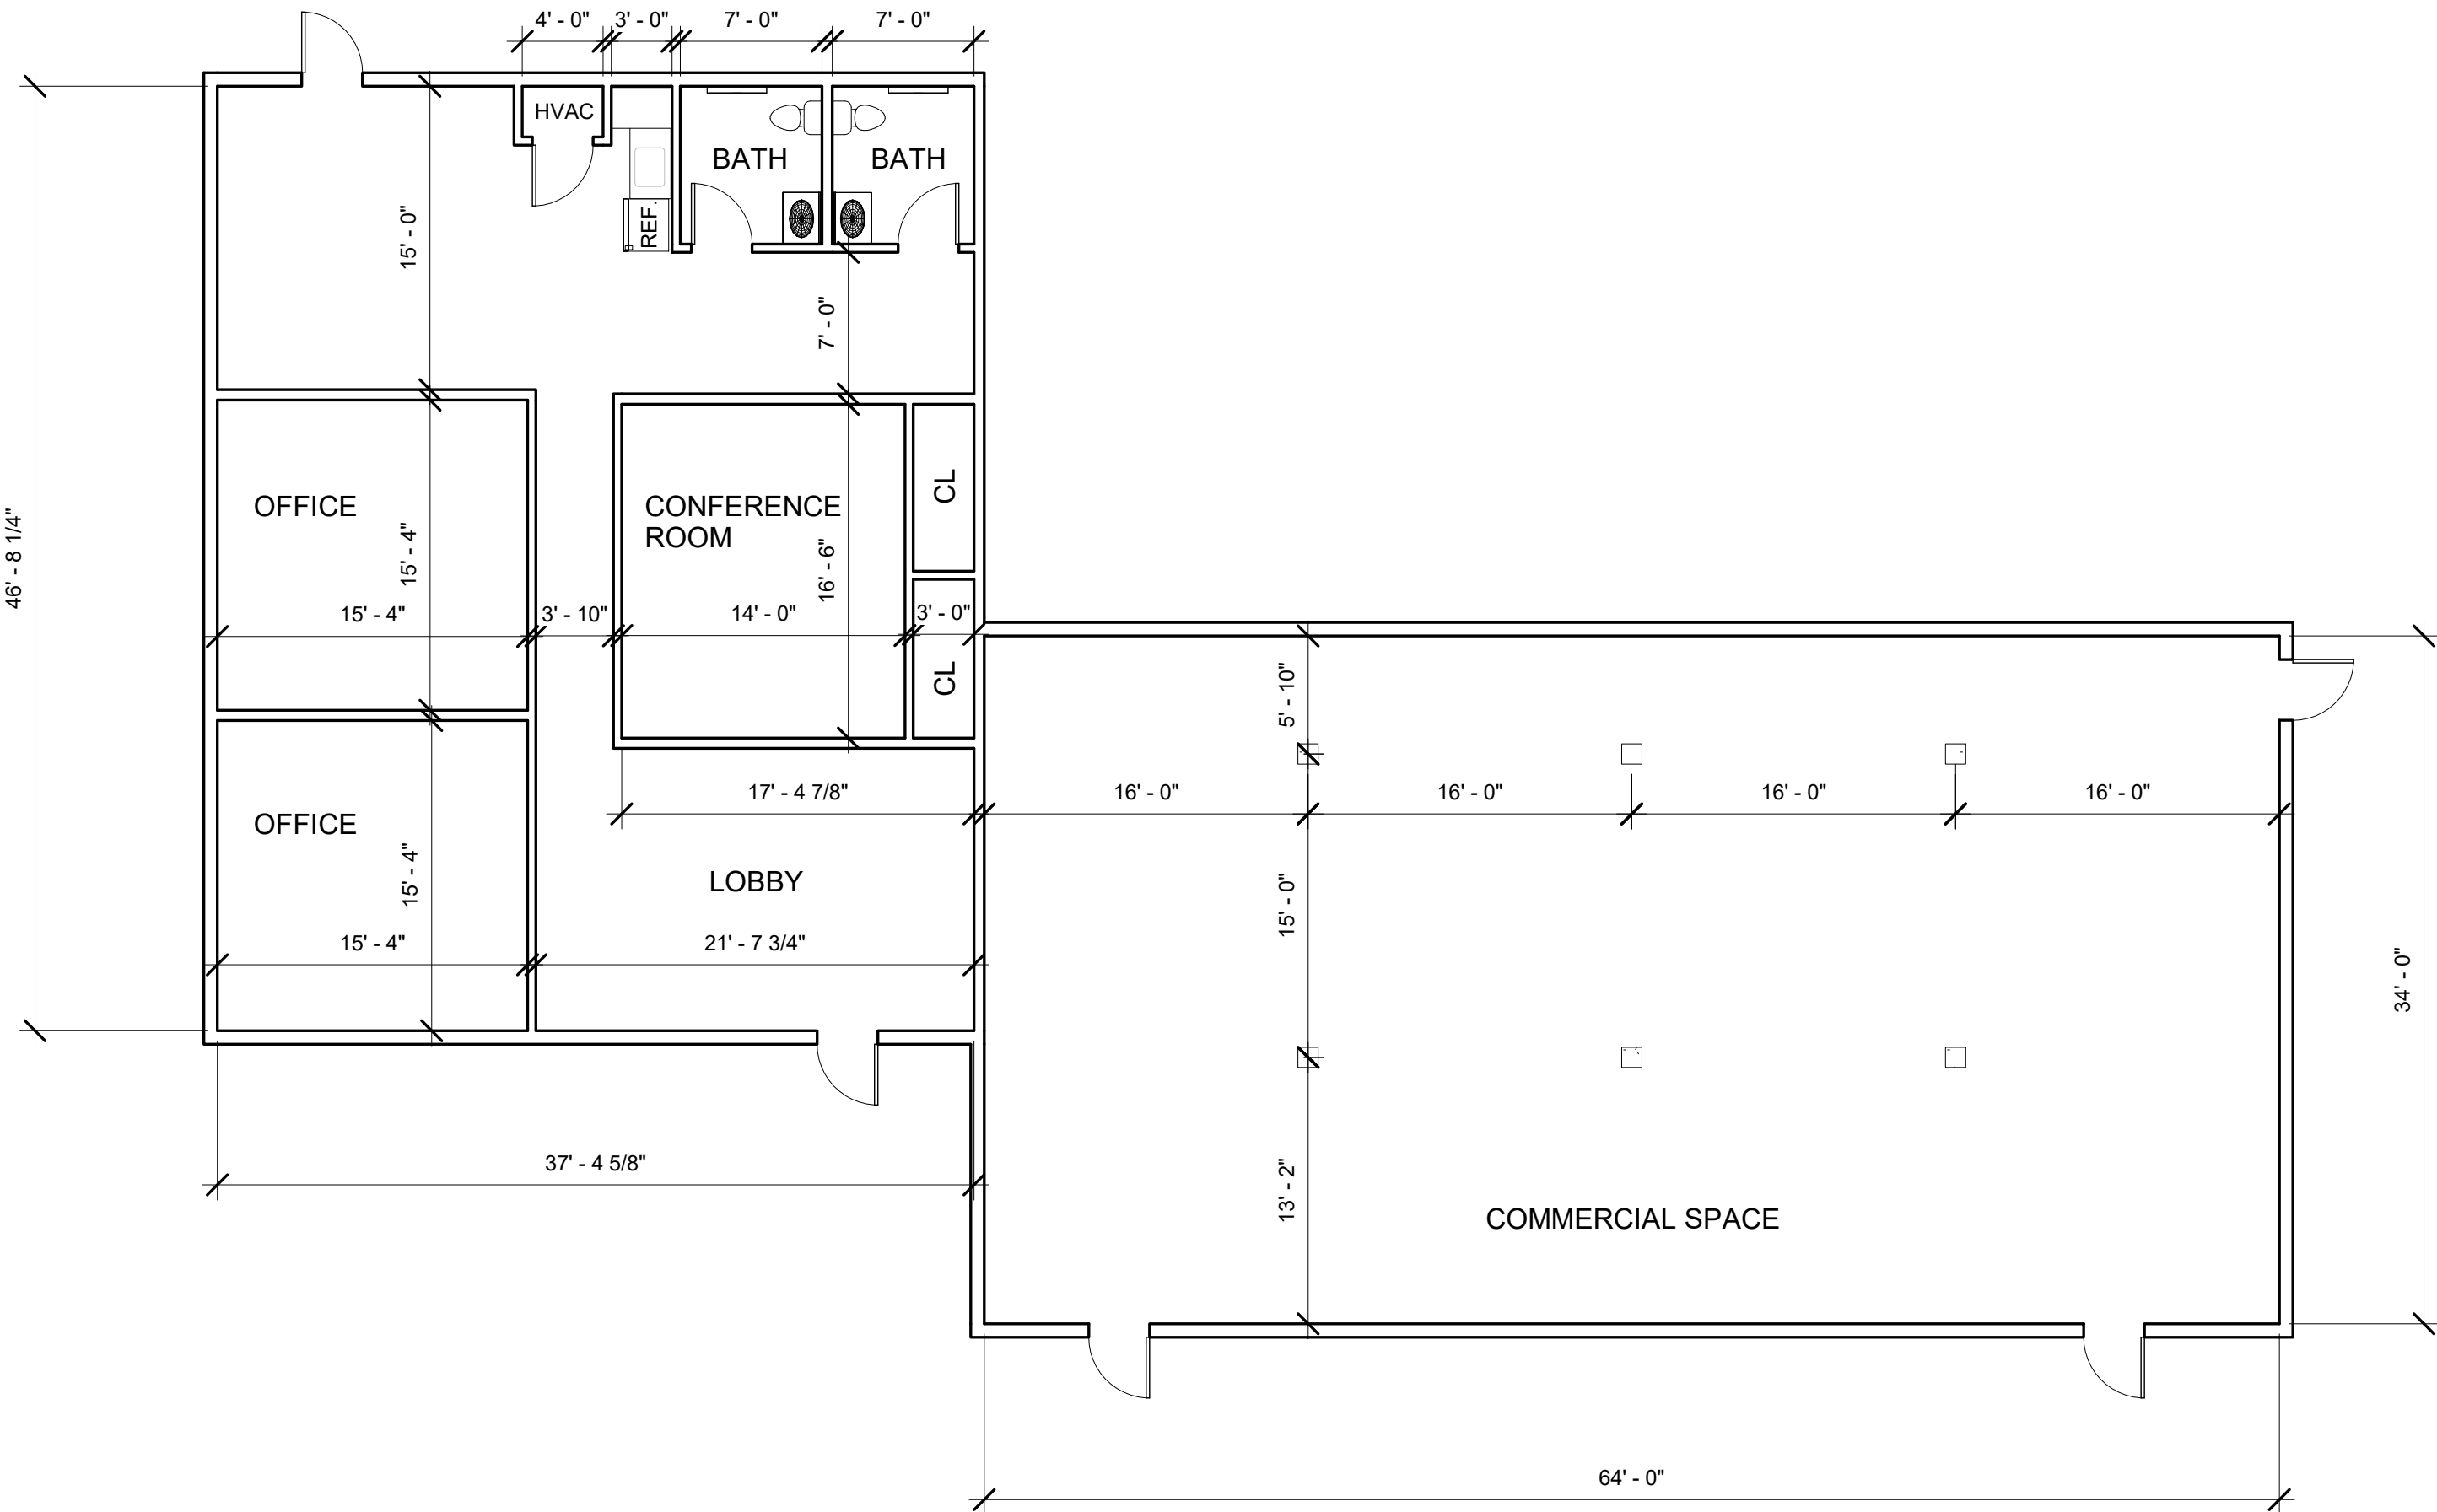 4' - 0"
3' - 0"
7' - 0"
7' - 0"
HVAC
BATH
BATH
REF.
15' - 0"
7' - 0"
46' - 8 1/4"
OFFICE
15' - 4"
15' - 4"
3' - 10"
CONFERENCE
ROOM
16' - 6"
14' - 0"
CL
3' - 0"
CL
5' - 10"
17' - 4 7/8"
16' - 0"
16' - 0"
16' - 0"
16' - 0"
OFFICE
15' - 4"
15' - 4"
LOBBY
21' - 7 3/4"
15' - 0"
34' - 0"
37' - 4 5/8"
13' - 2"
COMMERCIAL SPACE
64' - 0"